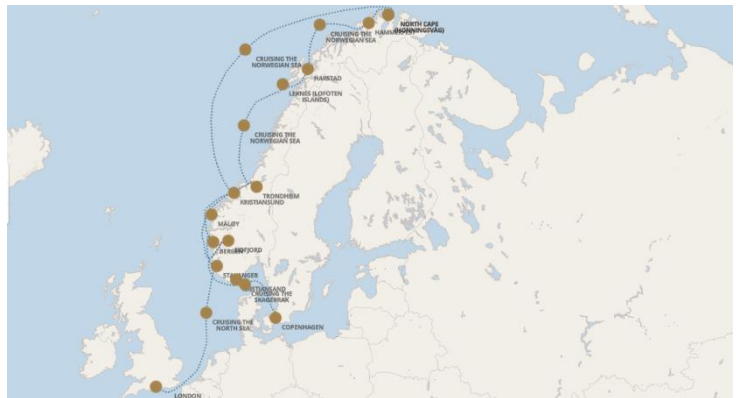 NORTH CAPE
(HONNINGSVÅG)
CRUISING THE
NORWEGIAN SEA
HAMMERFEST
CRUISING THE
NORWEGIAN SEA
HARSTAD
LEKNES (LOFOTEN
ISLANDS)
CRUISING THE
NORWEGIAN SEA
TRONDHEIM
KRISTIANSUND
MÅLØY
BERGEN
EIDFJORD
STAVANGER
KRISTIANSAND
CRUISING THE
SKAGERRAK
CRUISING THE
NORTH SEA
COPENHAGEN
LONDON